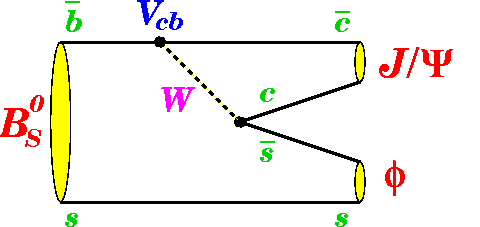 V_cb
b̄ c̄
J/Ψ
W c
B_S^0
s̄
ϕ
s s